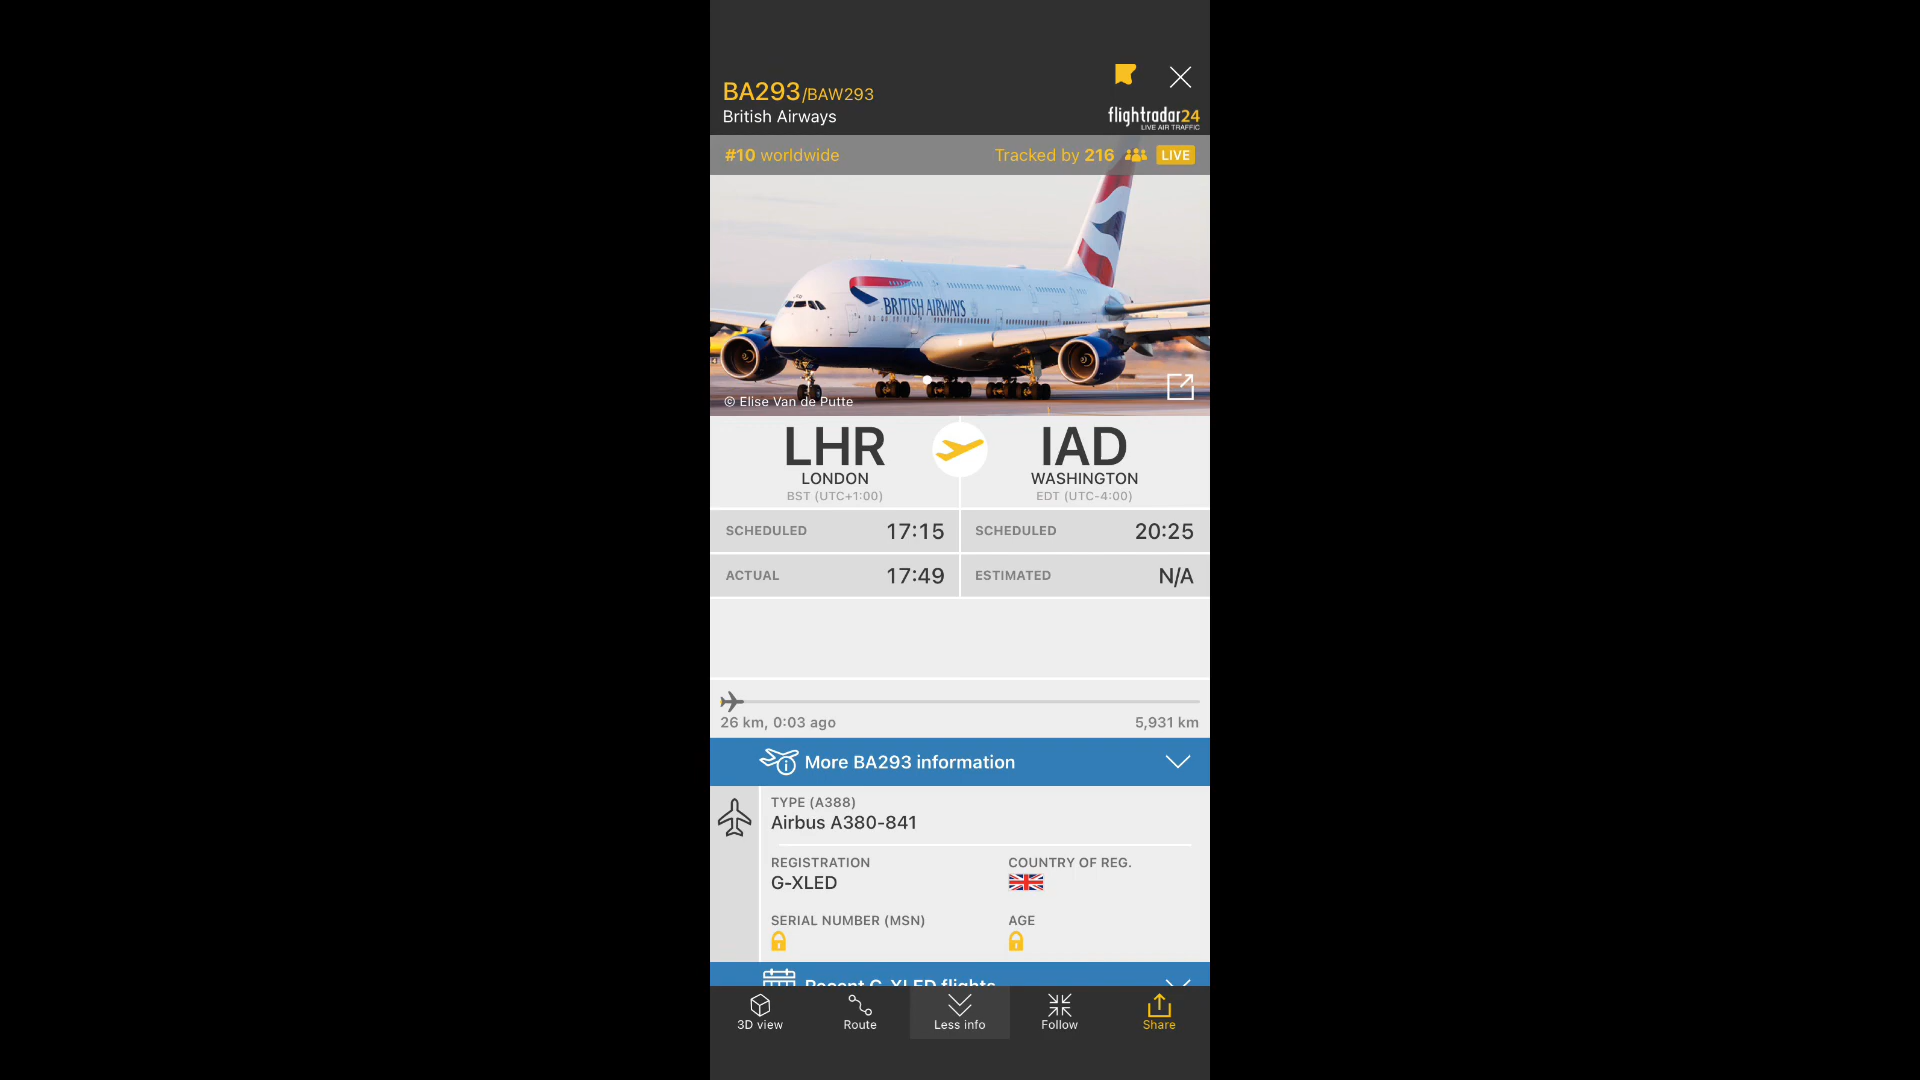 BA293/BAW293
British Airways
flightradar24
LIVE AIR TRAFFIC
#10 worldwide
Tracked by 216
LIVE
BRITISH AIRWAYS
© Elise Van de Putte
LHR
LONDON
BST (UTC+1:00)
IAD
WASHINGTON
EDT (UTC-4:00)
SCHEDULED 17:15
SCHEDULED 20:25
ACTUAL 17:49
ESTIMATED N/A
26 km, 0:03 ago
5,931 km
More BA293 information
TYPE (A388)
Airbus A380-841
REGISTRATION
G-XLED
COUNTRY OF REG.
SERIAL NUMBER (MSN)
AGE
Recent G-XLED flights
3D view
Route
Less info
Follow
Share